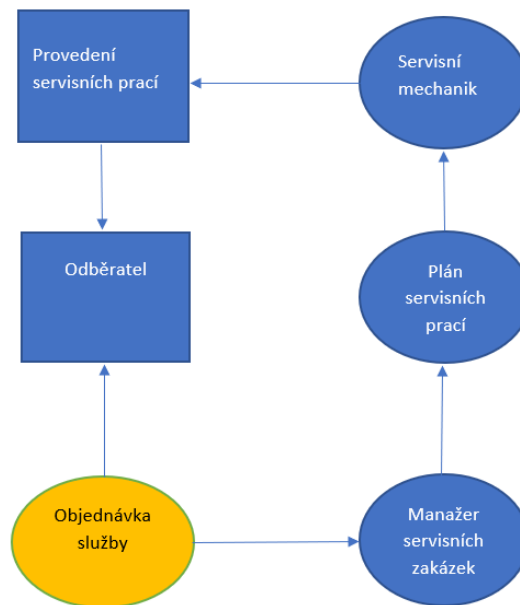 Provedení
servisních prací
Servisní
mechanik
Odběratel
Plán
servisních
prací
Objednávka
služby
Manažer
servisních
zakázek